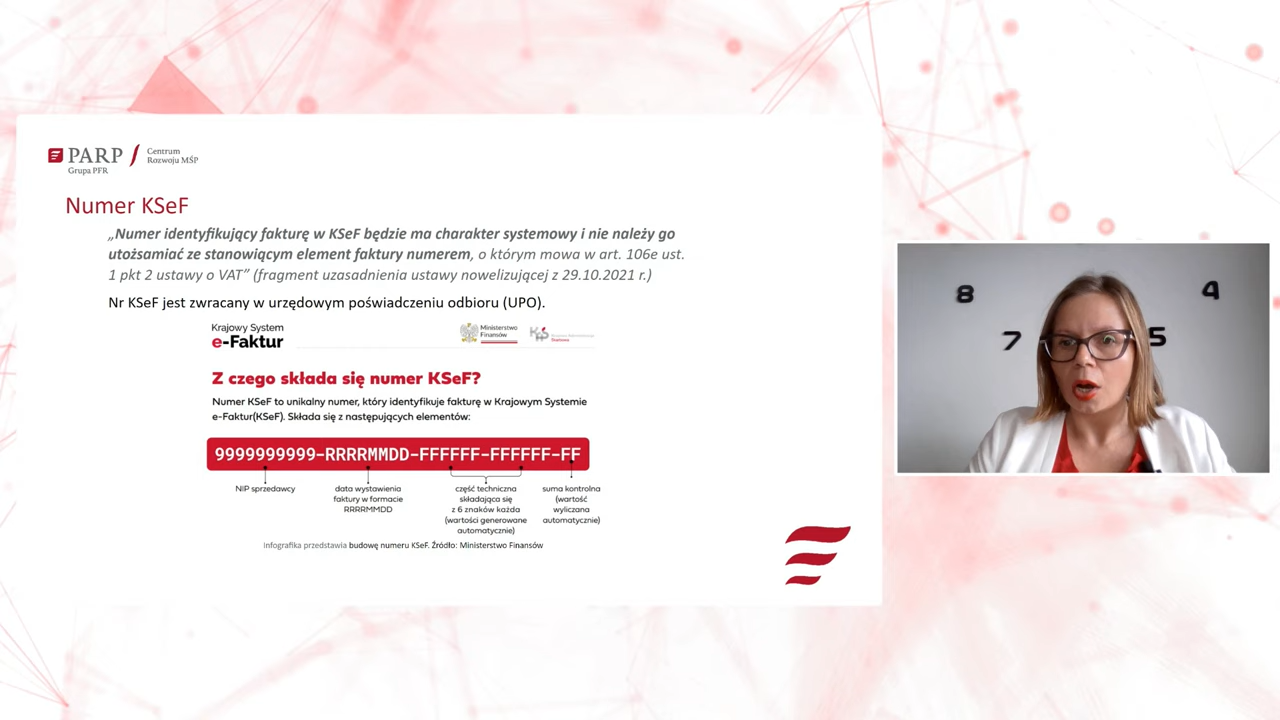 PARP
Grupa PFR
Centrum
Rozwoju MŚP
Numer KSeF
„Numer identyfikujący fakturę w KSeF będzie ma charakter systemowy i nie należy go
utożsamiać ze stanowiącym element faktury numerem, o którym mowa w art. 106e ust.
1 pkt 2 ustawy o VAT” (fragment uzasadnienia ustawy nowelizującej z 29.10.2021 r.)
Nr KSeF jest zwracany w urzędowym poświadczeniu odbioru (UPO).
Krajowy System
e-Faktur
Ministerstwo
Finansów
Z czego składa się numer KSeF?
Numer KSeF to unikalny numer, który identyfikuje fakturę w Krajowym Systemie
e-Faktur(KSeF). Składa się z następujących elementów:
9999999999-RRRRMMDD-FFFFFF-FFFFFF-FF
NIP sprzedawcy
data wystawienia
faktury w formacie
RRRRMMDD
część techniczna
składająca się
z 6 znaków każda
(wartości generowane
automatycznie)
suma kontrolna
(wartość
wyliczana
automatycznie)
Infografika przedstawia budowę numeru KSeF. Źródło: Ministerstwo Finansów
8
4
7
5